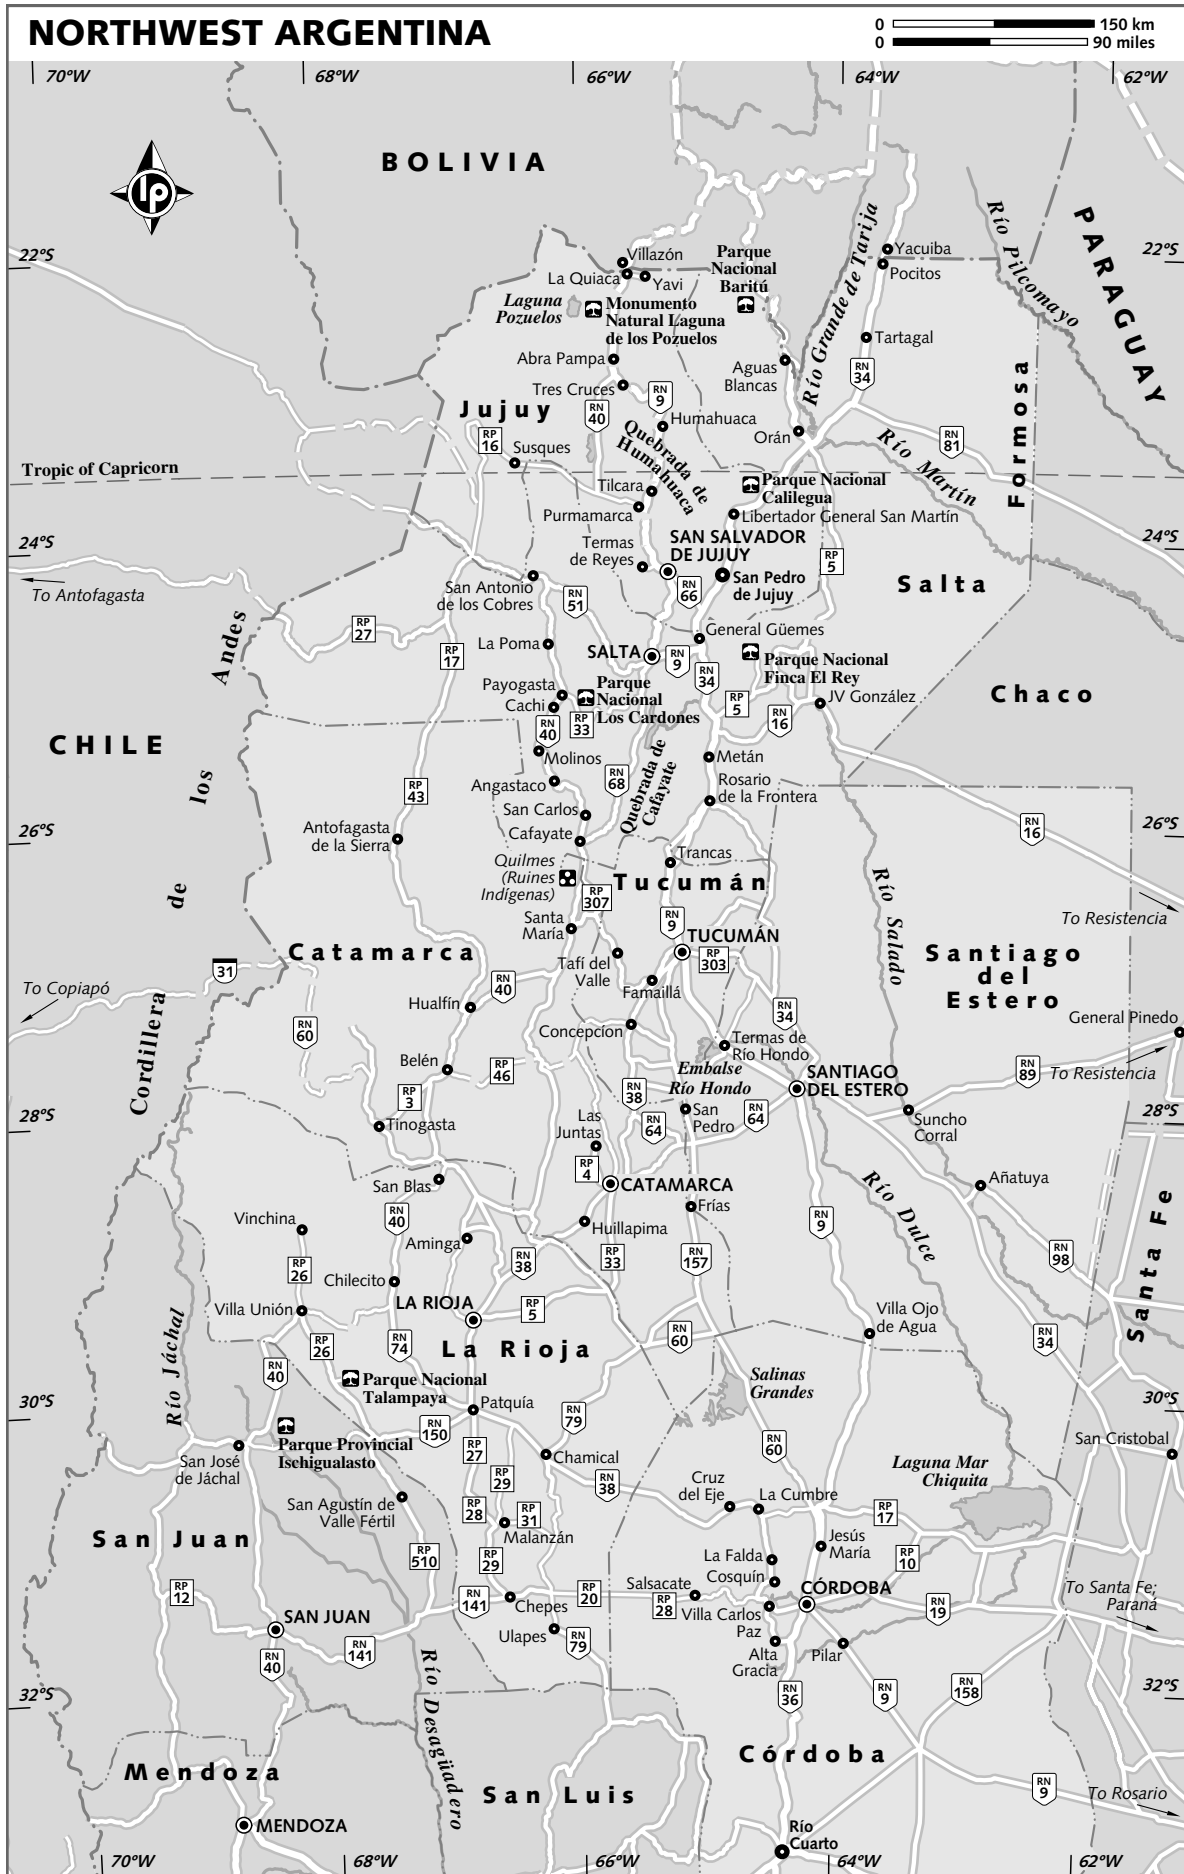 NORTHWEST ARGENTINA
0 150 km
0 90 miles
70°W
68°W
66°W
64°W
62°W
BOLIVIA
lp
PARAGUAY
Río Pilcomayo
Río Grande de Tarija
22°S
22°S
Villazón
La Quiaca
Yavi
Parque
Nacional
Baritú
Yacuiba
Pocitos
Laguna
Pozuelos
Monumento
Natural Laguna
de los Pozuelos
Tartagal
Abra Pampa
Aguas
Blancas
RN
34
Tres Cruces
RN
9
RN
40
Jujuy
Humahuaca
Orán
Formosa
RP
16
Susques
Quebrada de
Humahuaca
RN
81
Río Martín
Tropic of Capricorn
Tilcara
Parque Nacional
Calilegua
Purmamarca
Libertador General San Martín
24°S
24°S
Termas
de Reyes
SAN SALVADOR
DE JUJUY
RP
5
To Antofagasta
San Antonio
de los Cobres
RN
51
RN
66
San Pedro
de Jujuy
Salta
RP
27
RP
17
La Poma
General Güemes
SALTA
RN
9
RN
34
Parque Nacional
Finca El Rey
Payogasta
Cachi
Parque
Nacional
Los Cardones
RP
5
JV González
Chaco
RN
40
RP
33
RN
16
CHILE
Cordillera
de
los
Andes
Molinos
Metán
RP
43
Angastaco
RN
68
Quebrada de
Cafayate
Rosario
de la Frontera
San Carlos
26°S
26°S
Antofagasta
de la Sierra
Cafayate
RN
16
Trancas
Quilmes
(Ruines
Indígenas)
RP
307
Tucumán
Río Salado
To Resistencia
Santa
María
RN
9
TUCUMÁN
RP
303
Catamarca
Santiago
del
Estero
31
To Copiapó
Tafí del
Valle
Famaillá
RN
40
Hualfín
RN
34
General Pinedo
RN
60
Concepcíon
Termas de
Río Hondo
Belén
RP
46
Embalse
Río Hondo
SANTIAGO
DEL ESTERO
RN
89
To Resistencia
RP
3
RN
38
28°S
28°S
Tinogasta
Las
Juntas
RN
64
San
Pedro
RN
64
Suncho
Corral
RP
4
San Blas
CATAMARCA
Añatuya
Río Dulce
RN
40
Vinchina
Huillapima
Frías
RN
9
Santa Fe
Aminga
RN
38
RP
33
RN
157
RN
98
RP
26
Chilecito
Villa Unión
LA RIOJA
RP
5
Villa Ojo
de Agua
RP
26
RN
74
La Rioja
RN
60
RN
34
Río Jáchal
RN
40
Parque Nacional
Talampaya
Salinas
Grandes
30°S
30°S
Patquía
RN
79
Parque Provincial
Ischigualasto
RN
150
San José
de Jáchal
RP
27
Chamical
RN
60
San Cristobal
RP
29
RN
38
Laguna Mar
Chiquita
Cruz
del Eje
La Cumbre
San Agustín de
Valle Fértil
RP
28
RP
31
RP
17
San Juan
Malanzán
Jesús
María
RP
510
RP
29
La Falda
RP
10
Cosquín
RP
12
RN
141
Chepes
RP
20
Salsacate
RP
28
CÓRDOBA
To Santa Fe;
Paraná
SAN JUAN
Villa Carlos
Paz
RN
19
Ulapes
RN
79
RN
141
RN
40
Alta
Gracia
Pilar
Río Desagüadero
32°S
32°S
RN
36
RN
9
RN
158
Mendoza
Córdoba
San Luis
RN
9
To Rosario
MENDOZA
Río
Cuarto
70°W
68°W
66°W
64°W
62°W